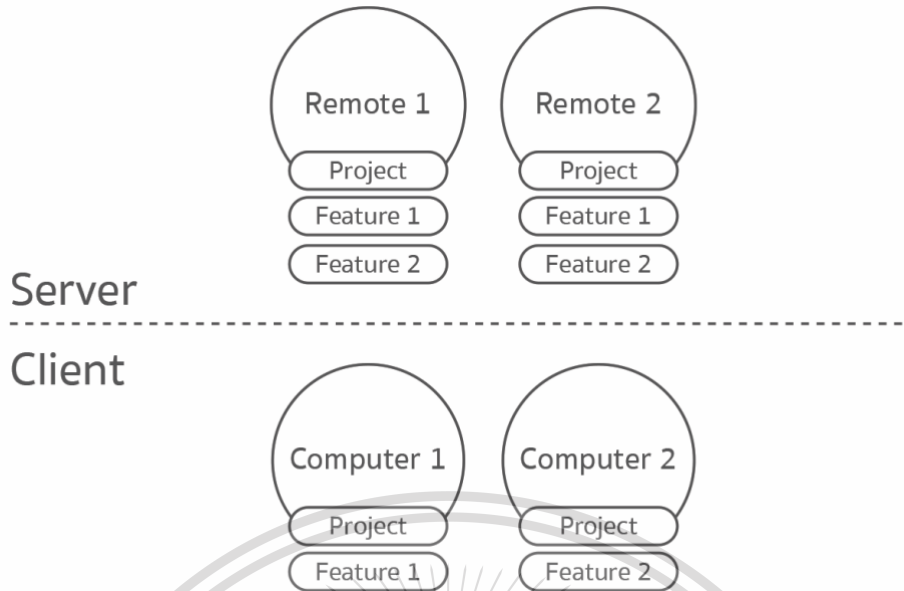 Remote 1 Remote 2
Project Project
Feature 1 Feature 1
Feature 2 Feature 2
Server
Client
Computer 1 Computer 2
Project Project
Feature 1 Feature 2